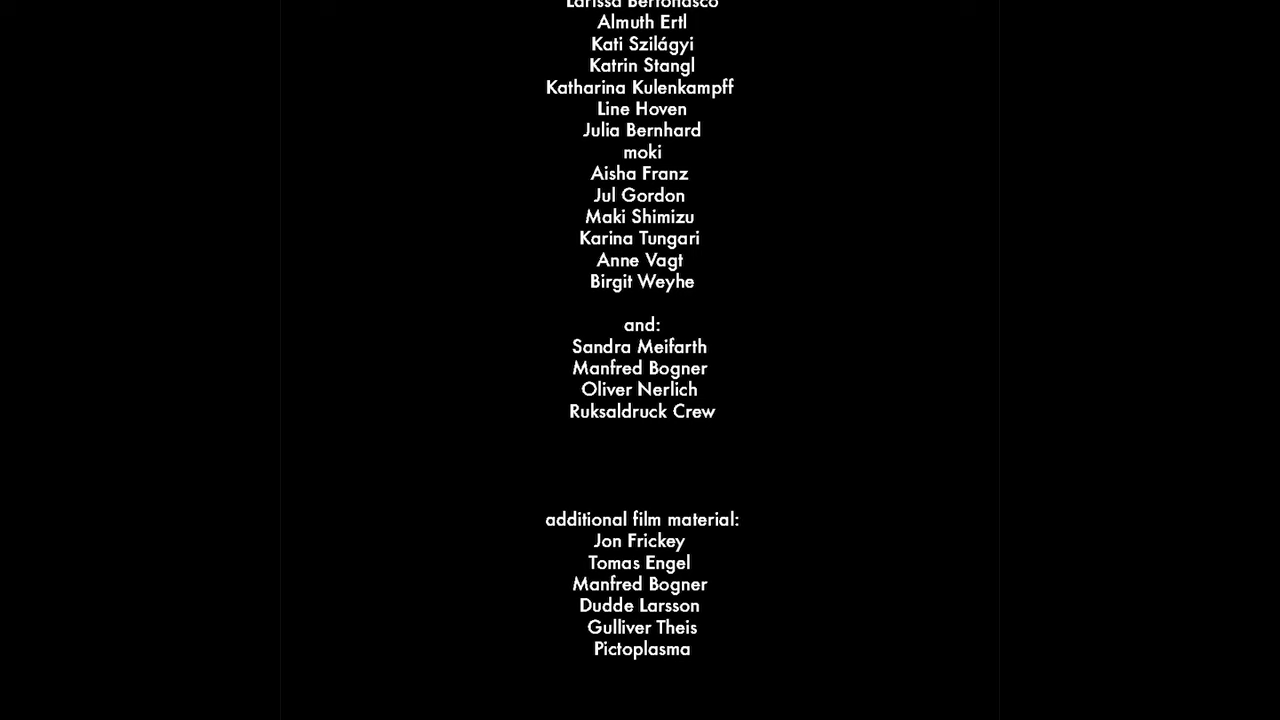 Larissa Bertonasco
Almuth Ertl
Kati Szilágyi
Katrin Stangl
Katharina Kulenkampff
Line Hoven
Julia Bernhard
moki
Aisha Franz
Jul Gordon
Maki Shimizu
Karina Tungari
Anne Vagt
Birgit Weyhe
and:
Sandra Meifarth
Manfred Bogner
Oliver Nerlich
Ruksaldruck Crew
additional film material:
Jon Frickey
Tomas Engel
Manfred Bogner
Dudde Larsson
Gulliver Theis
Pictoplasma